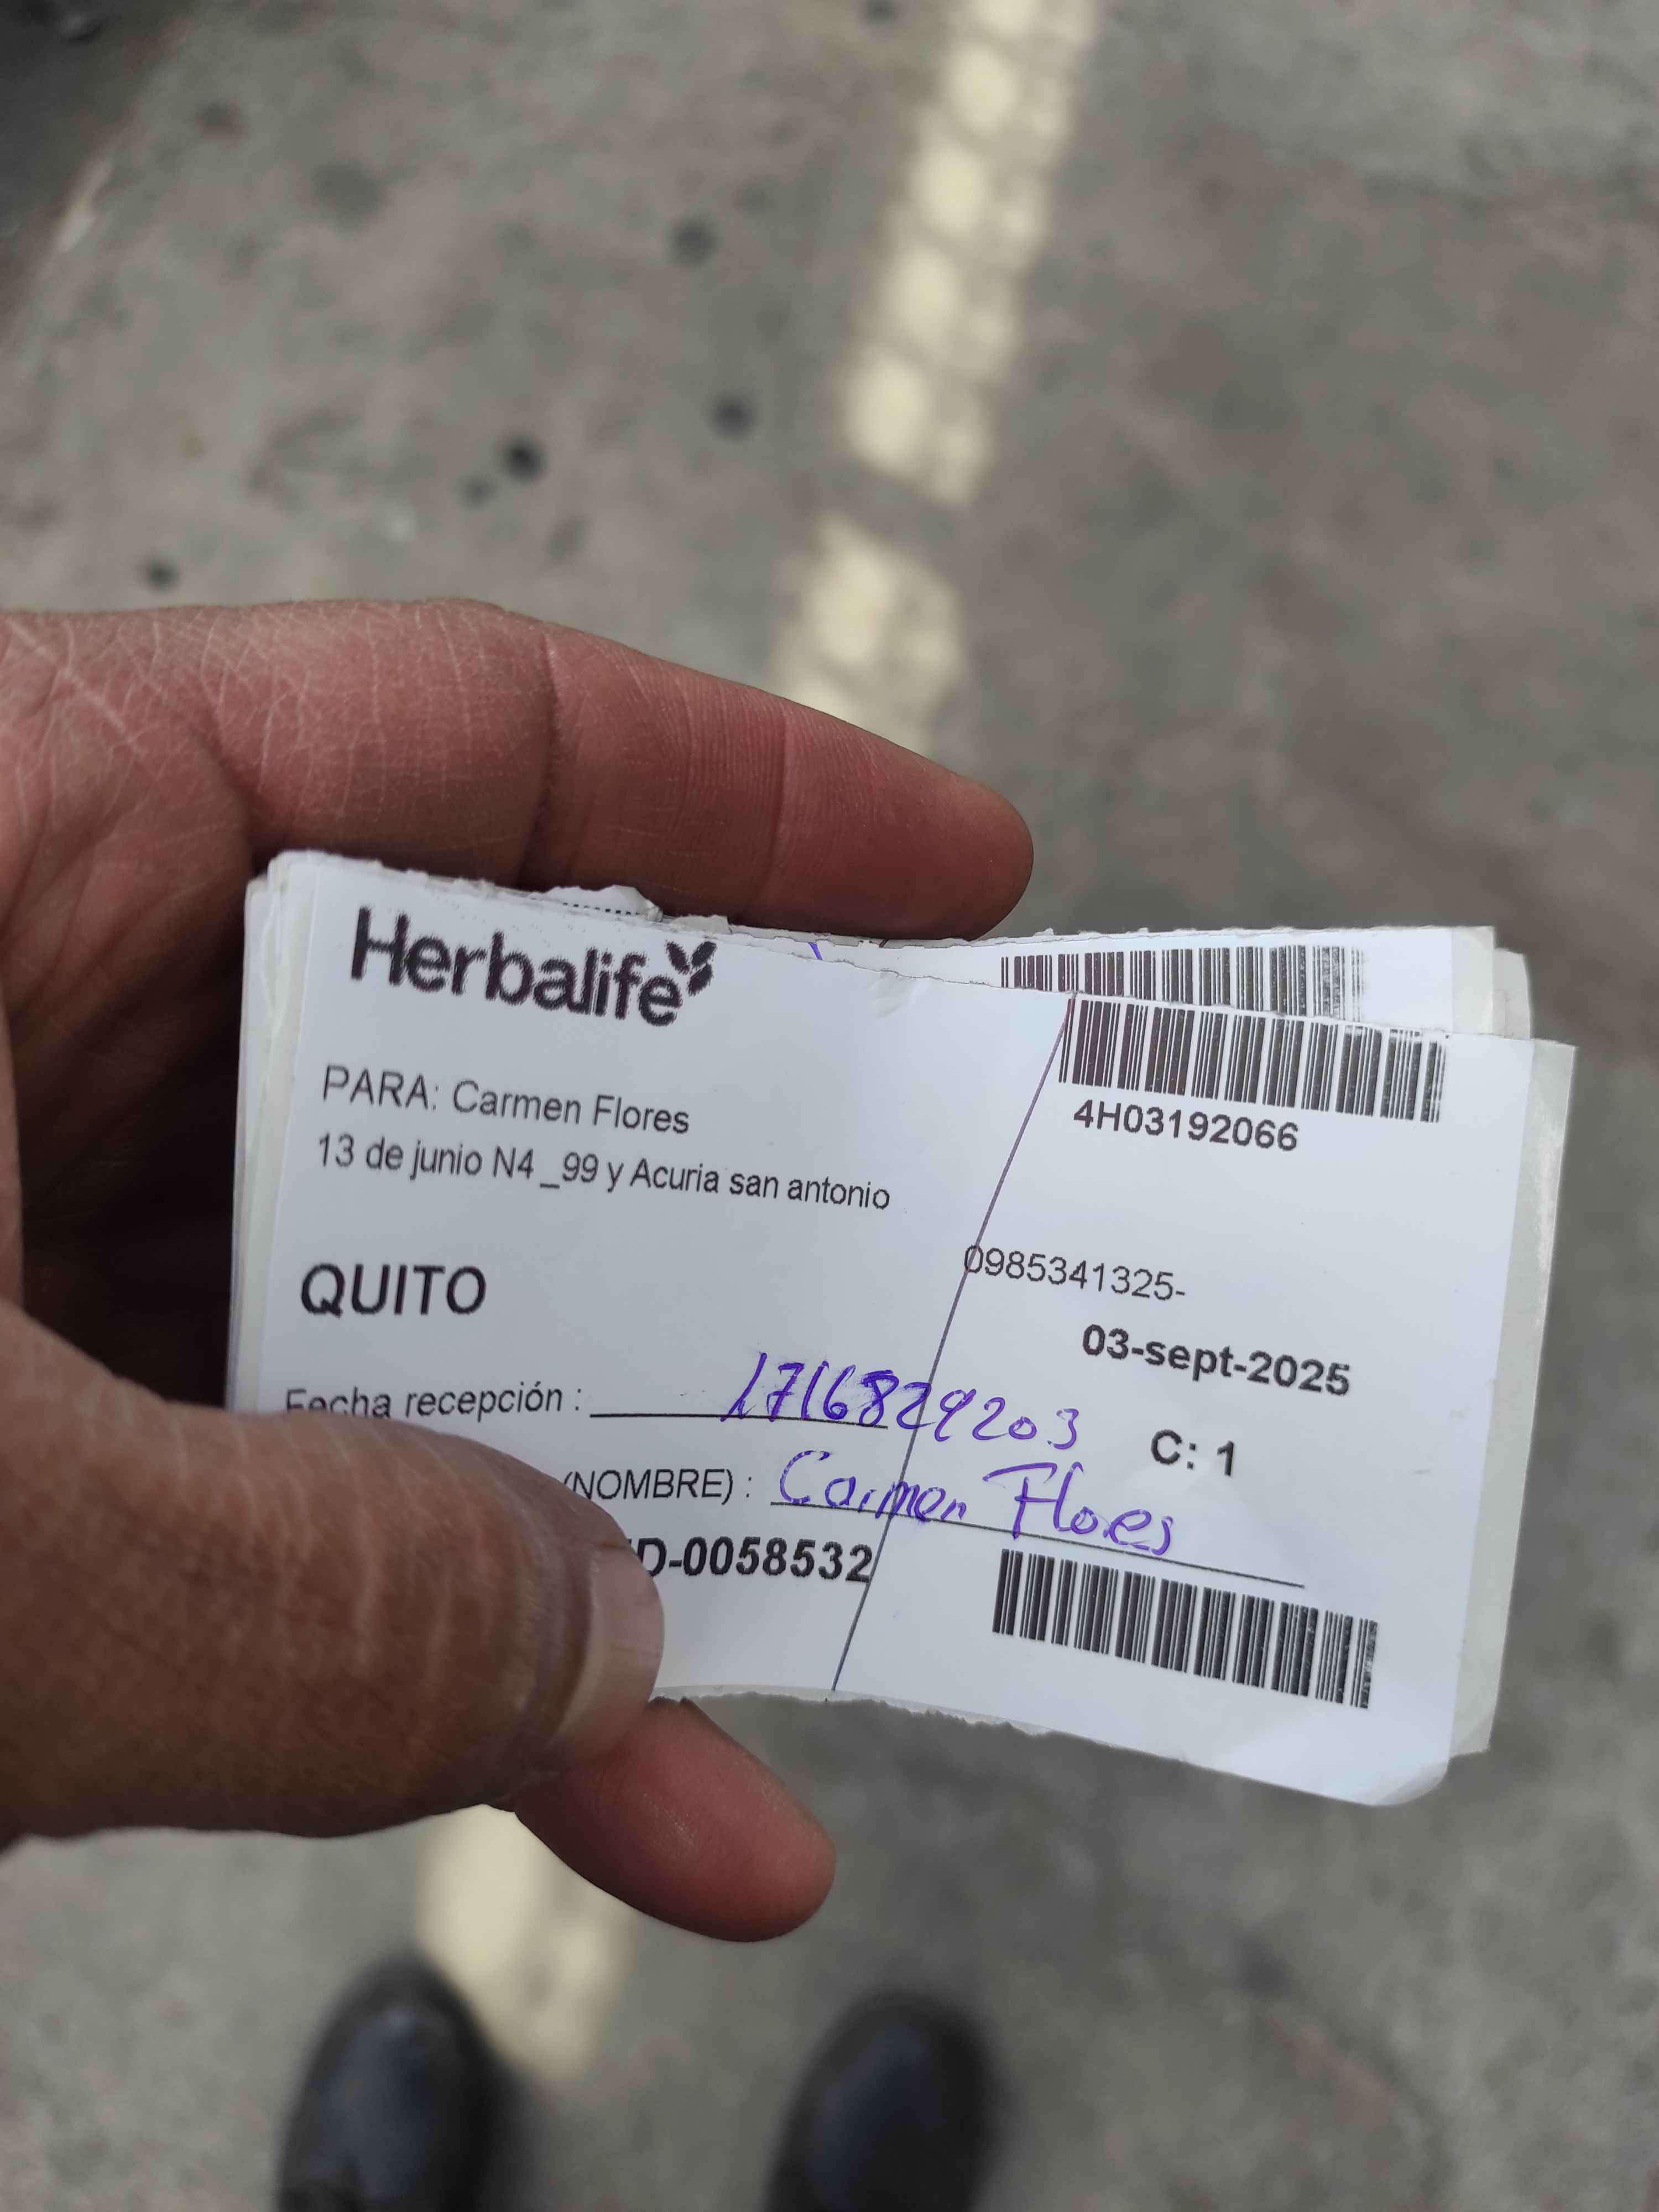 Herbalife
4H03192066
PARA: Carmen Flores
13 de junio N4 _99 y Acuria san antonio
0985341325-
QUITO
03-sept-2025
Fecha recepción : 1716829203
C: 1
(NOMBRE) : Carmen Flores
D-0058532